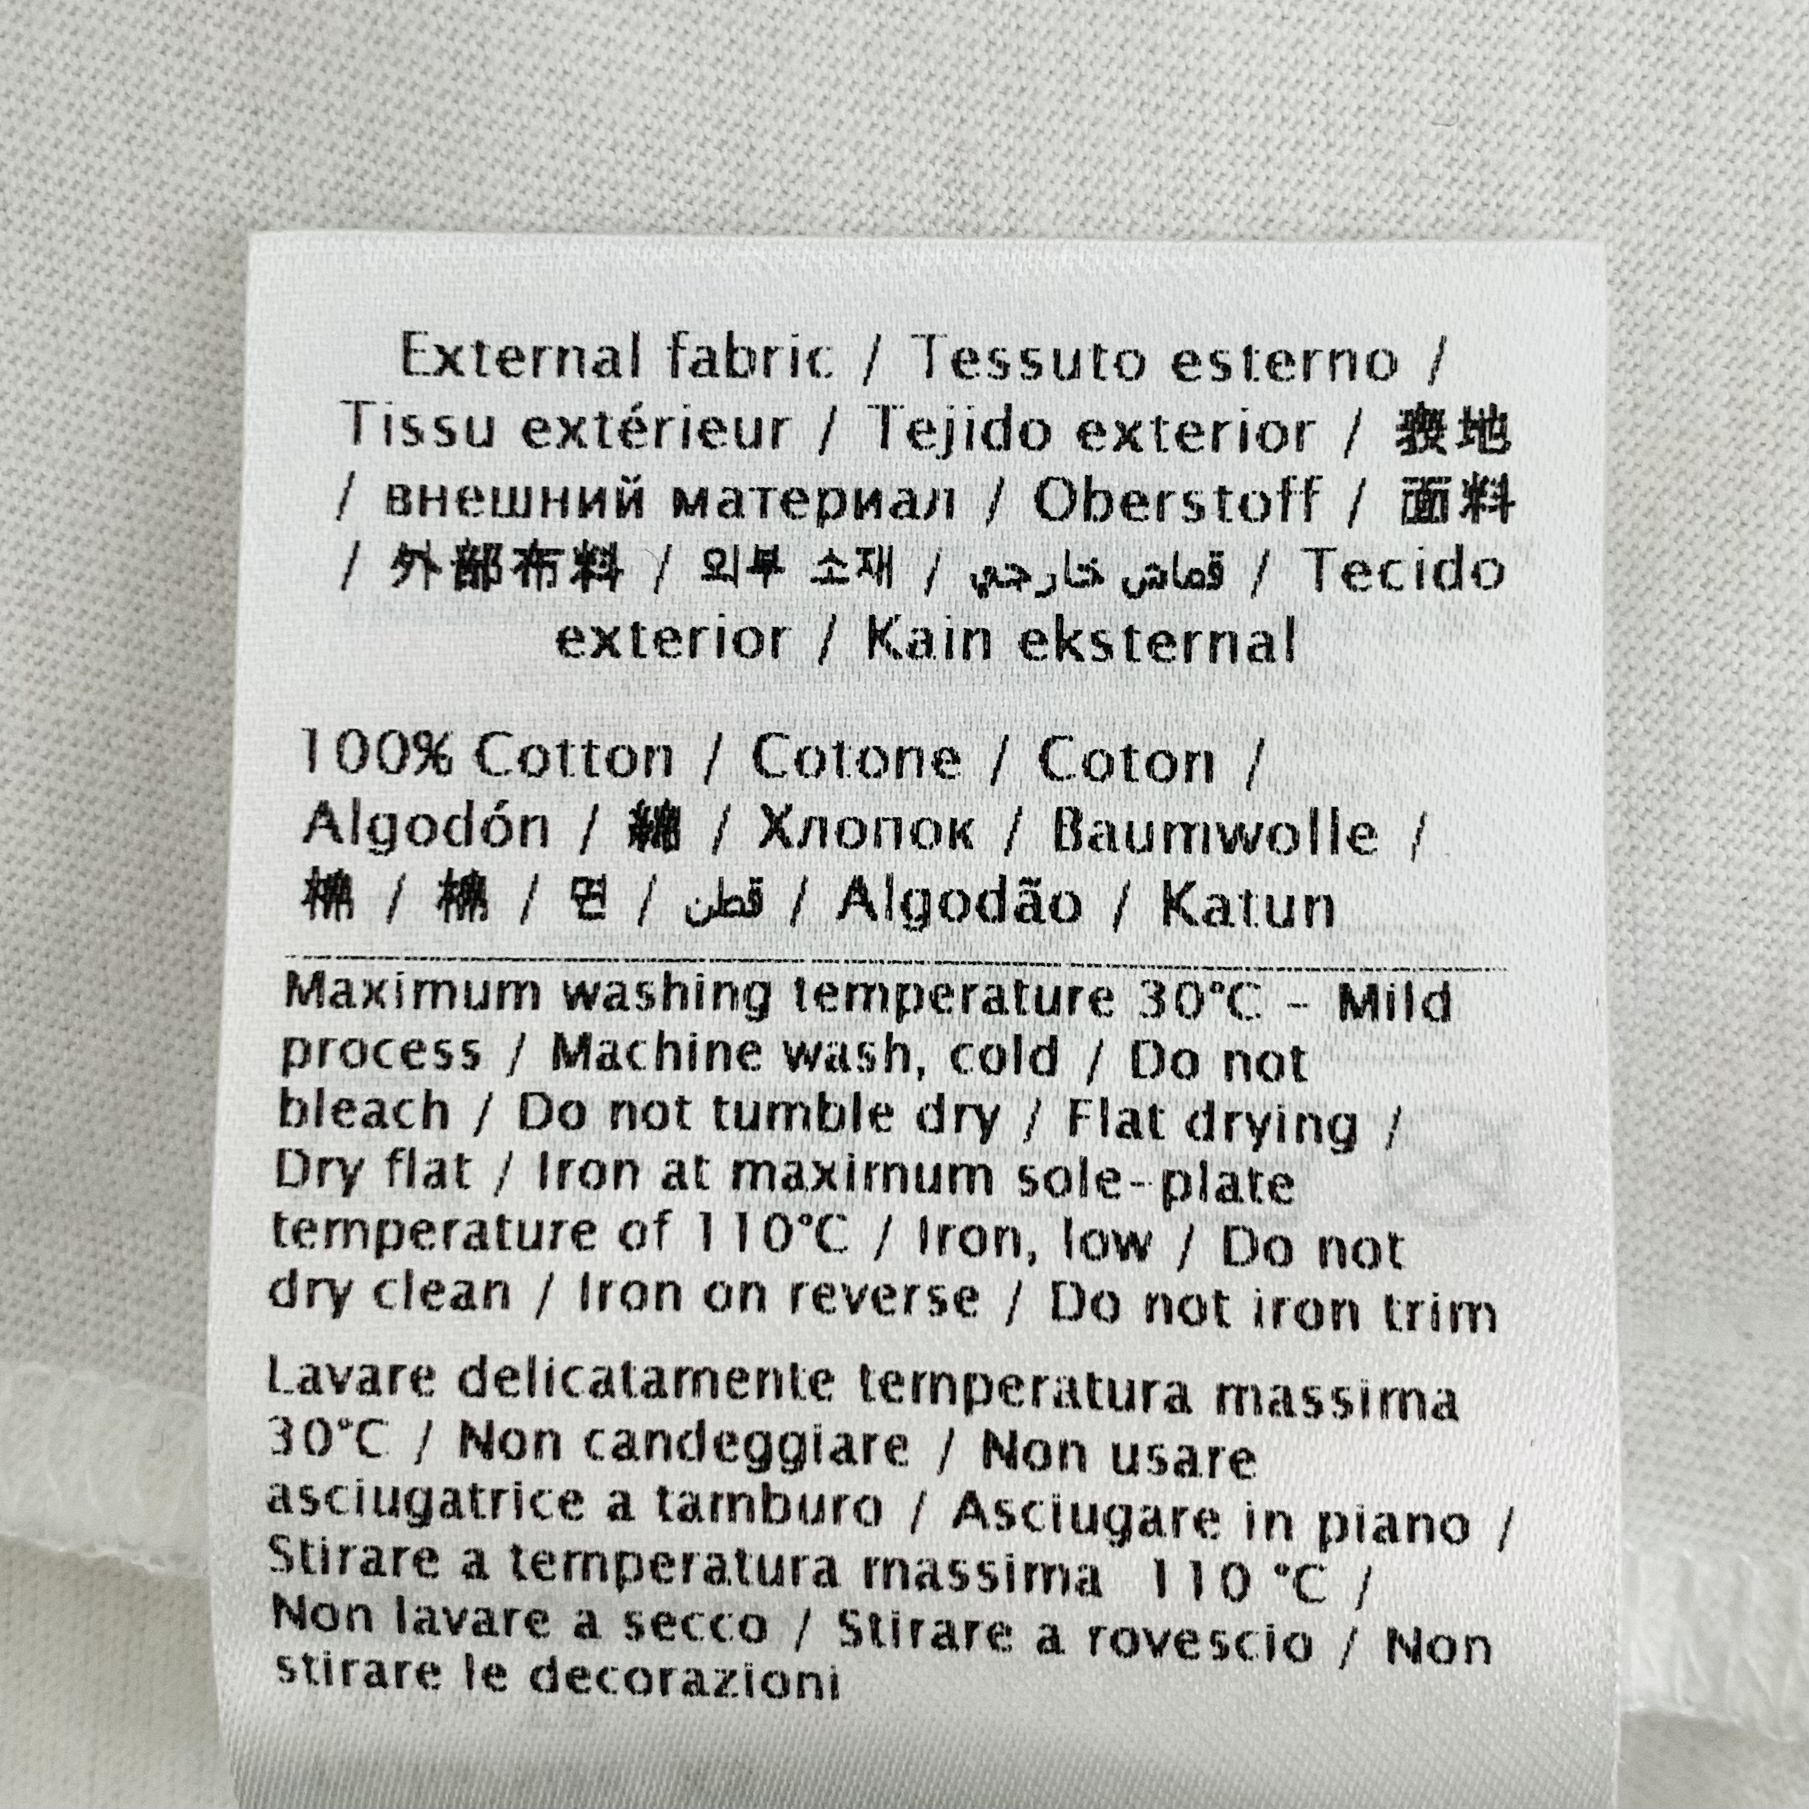 External fabric / Tessuto esterno /
Tissu extérieur / Tejido exterior / 表地
/ внешний материал / Oberstoff / 面料
/ 外部布料 / 외부 소재 / قماش خارجي / Tecido
exterior / Kain eksternal
100% Cotton / Cotone / Coton /
Algodón / 綿 / Хлопок / Baumwolle /
棉 / 棉 / 면 / قطن / Algodão / Katun
Maximum washing temperature 30°C - Mild
process / Machine wash, cold / Do not
bleach / Do not tumble dry / Flat drying /
Dry flat / Iron at maximum sole-plate
temperature of 110°C / Iron, low / Do not
dry clean / Iron on reverse / Do not iron trim
Lavare delicatamente temperatura massima
30°C / Non candeggiare / Non usare
asciugatrice a tamburo / Asciugare in piano /
Stirare a temperatura massima 110 °C /
Non lavare a secco / Stirare a rovescio / Non
stirare le decorazioni